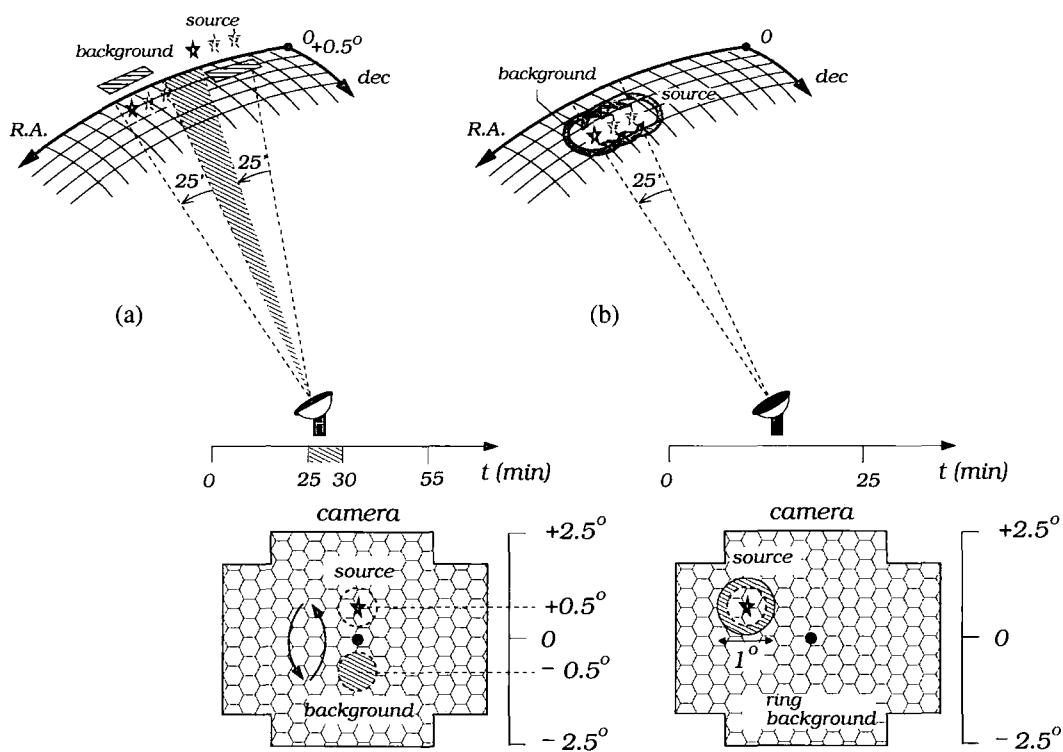 source
background
0
+0.5°
dec
R.A.
25'
25'
(a)
0 25 30 55 t (min)
camera
+2.5°
source
+0.5°
0
- 0.5°
background
-2.5°
0
background
dec
source
R.A.
25'
(b)
0 25 t (min)
camera
+2.5°
source
0
1°
ring
background
-2.5°